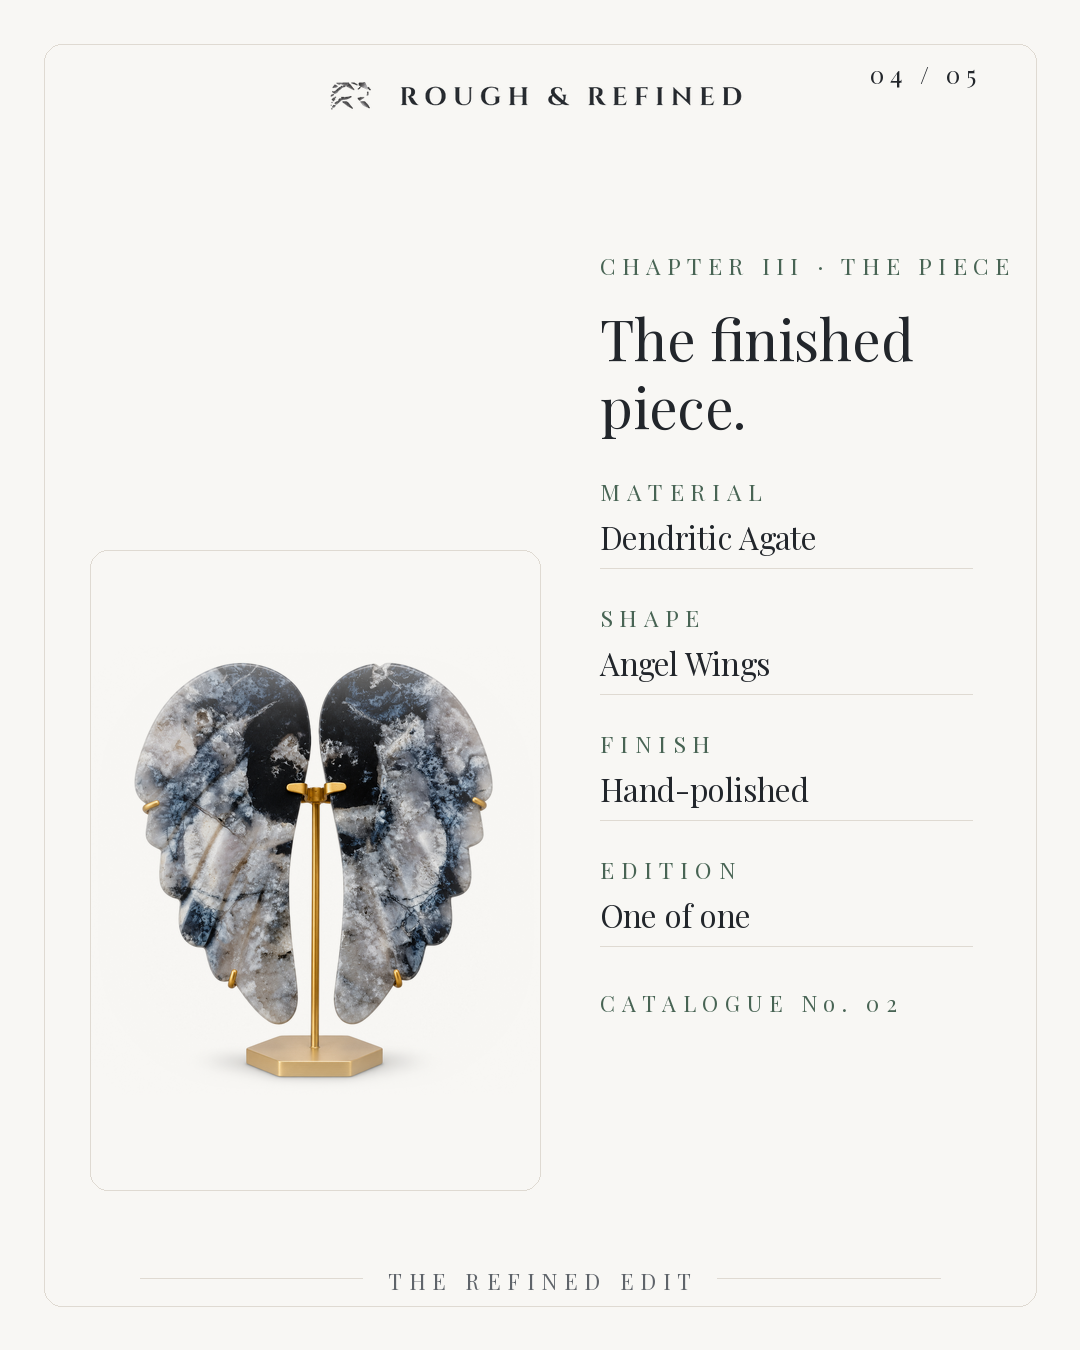 ROUGH & REFINED
04 / 05
CHAPTER III · THE PIECE
The finished
piece.
MATERIAL
Dendritic Agate
SHAPE
Angel Wings
FINISH
Hand-polished
EDITION
One of one
CATALOGUE No. 02
THE REFINED EDIT